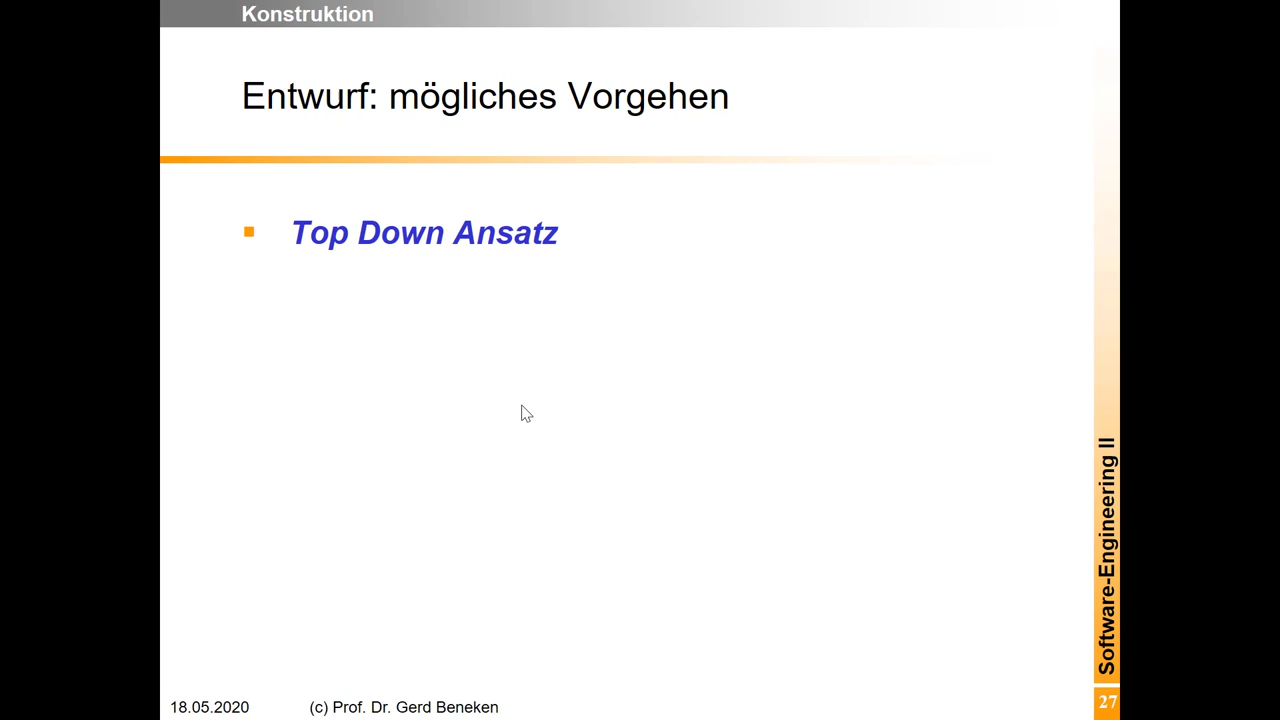 Konstruktion
Entwurf: mögliches Vorgehen
Top Down Ansatz
Software-Engineering II
18.05.2020 (c) Prof. Dr. Gerd Beneken 27